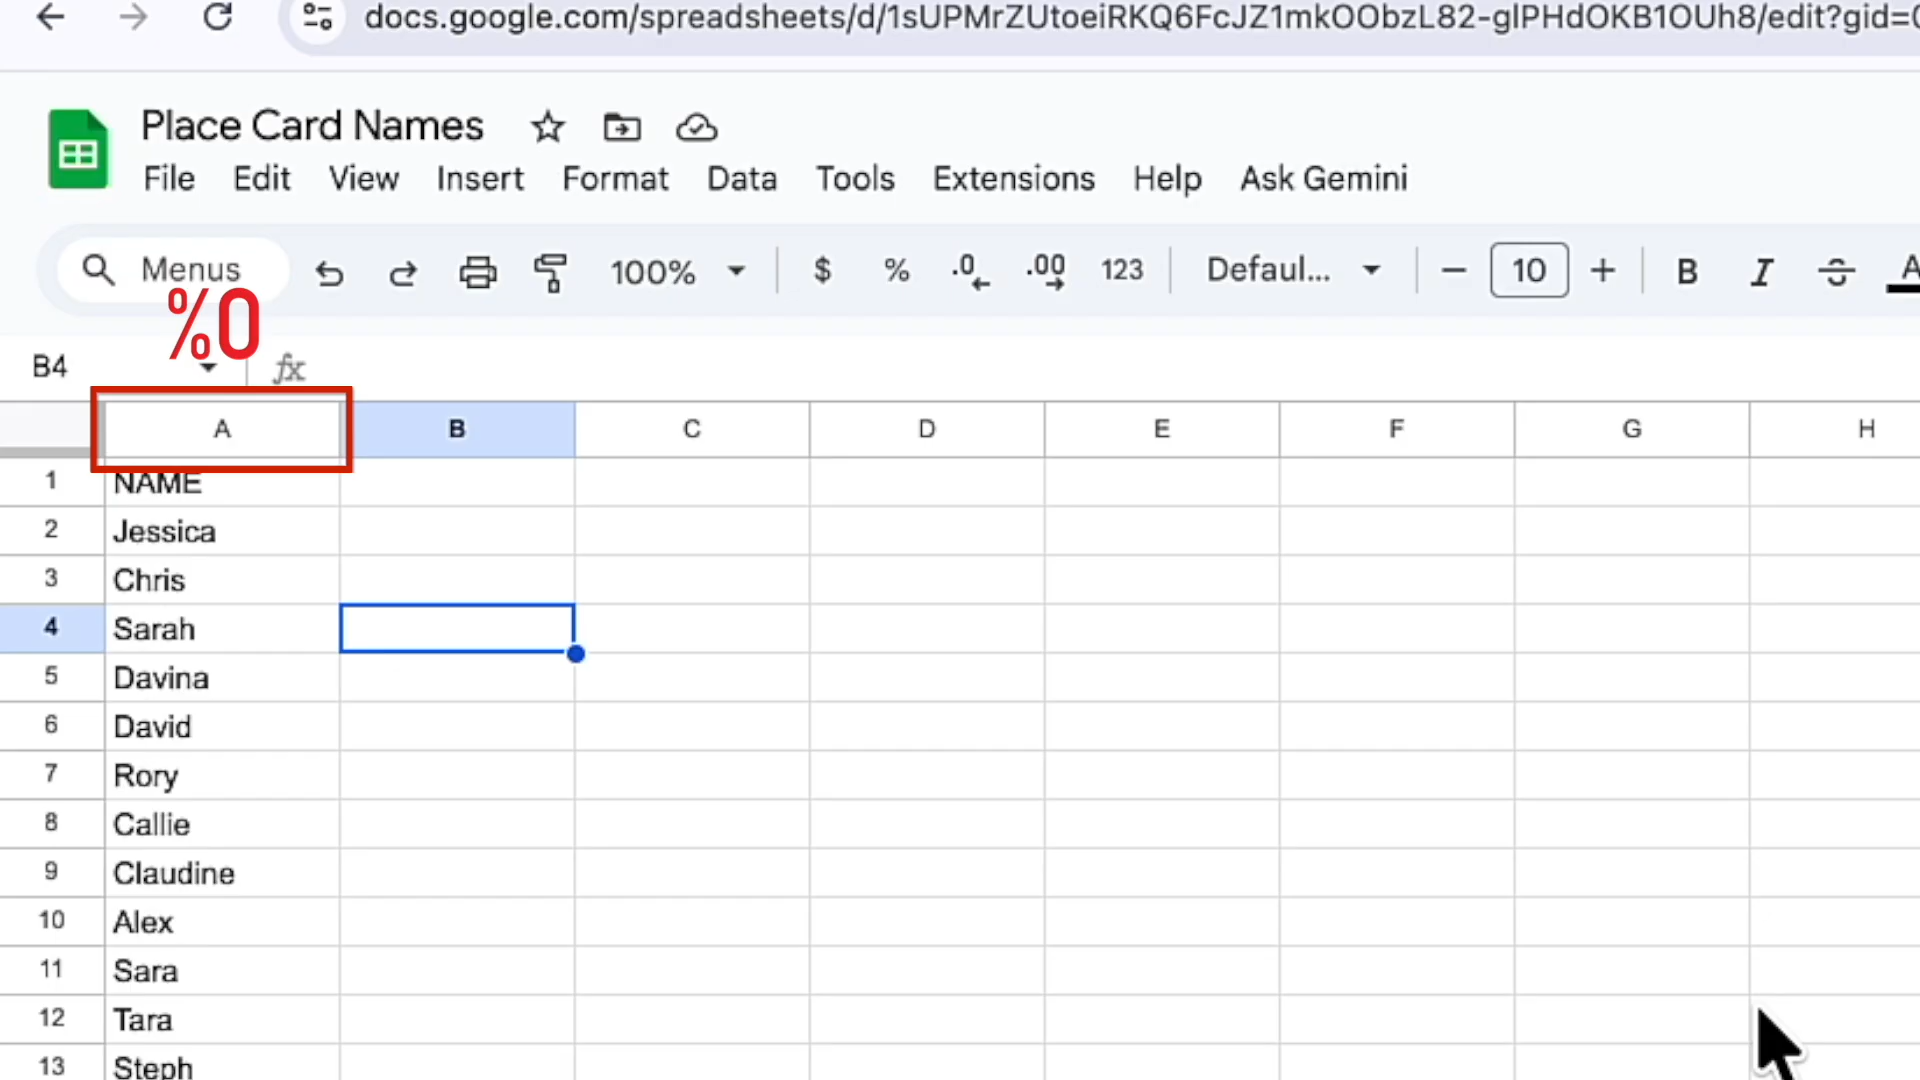 docs.google.com/spreadsheets/d/1sUPMrZUtoeiRKQ6FcJZ1mkOObzL82-glPHdOKB1OUh8/edit?gid=0
Place Card Names
File Edit View Insert Format Data Tools Extensions Help Ask Gemini
Menus 100% $ % .0 .00 123 Defaul... 10 B I S A
%0
B4 fx
A B C D E F G H
1 NAME
2 Jessica
3 Chris
4 Sarah
5 Davina
6 David
7 Rory
8 Callie
9 Claudine
10 Alex
11 Sara
12 Tara
13 Steph